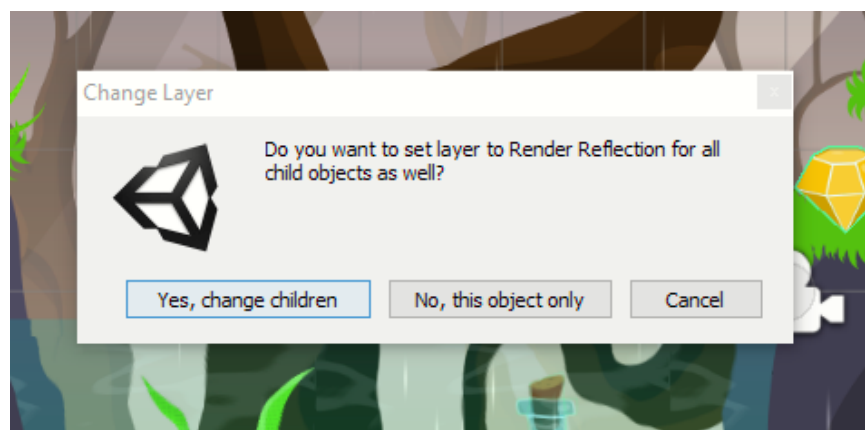 Change Layer
Do you want to set layer to Render Reflection for all
child objects as well?
Yes, change children
No, this object only
Cancel